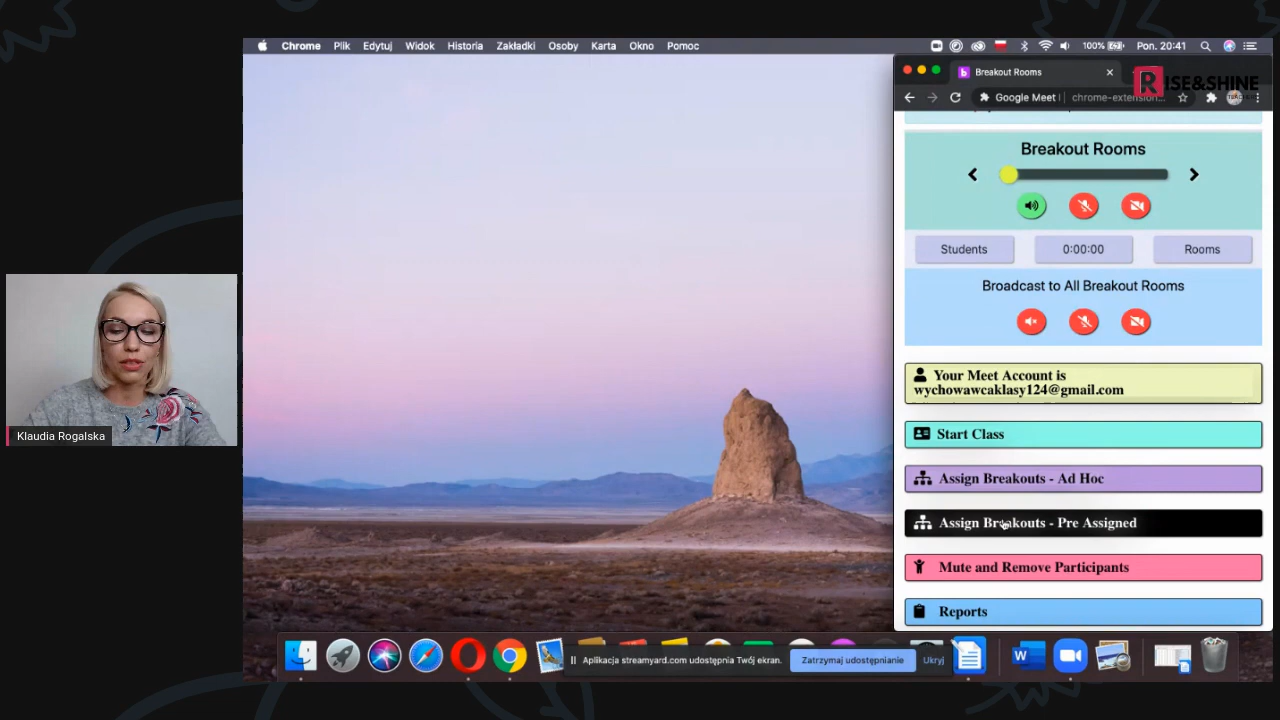 Chrome Plik Edytuj Widok Historia Zakładki Osoby Karta Okno Pomoc 100% Pon. 20:41
Breakout Rooms
RISE&SHINE
Google Meet chrome-extension...
Breakout Rooms
Students 0:00:00 Rooms
Broadcast to All Breakout Rooms
Your Meet Account is
wychowawcaklasy124@gmail.com
Start Class
Assign Breakouts - Ad Hoc
Assign Breakouts - Pre Assigned
Mute and Remove Participants
Reports
Klaudia Rogalska
Aplikacja streamyard.com udostępnia Twój ekran. Zatrzymaj udostępnianie Ukryj
W